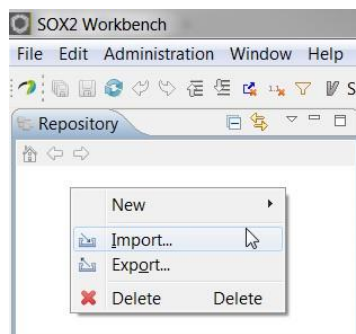 SOX2 Workbench
File Edit Administration Window Help
S
Repository
New
Import...
Export...
Delete Delete